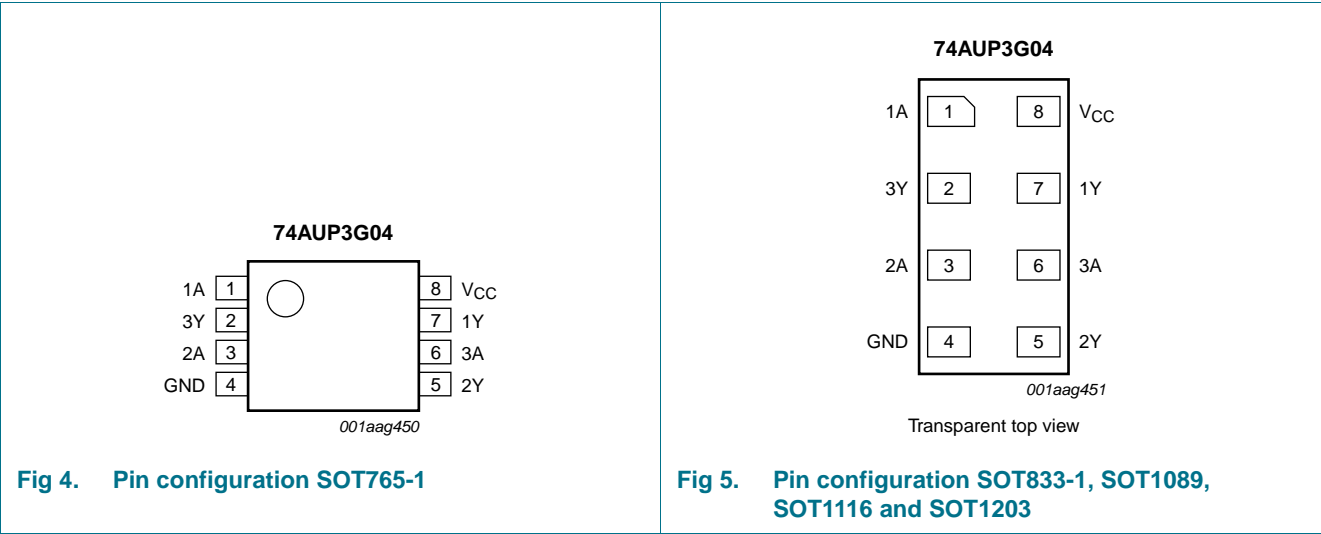 74AUP3G04
1A 1 8 VCC
3Y 2 7 1Y
2A 3 6 3A
GND 4 5 2Y
001aag450
Fig 4. Pin configuration SOT765-1
74AUP3G04
1A 1 8 VCC
3Y 2 7 1Y
2A 3 6 3A
GND 4 5 2Y
001aag451
Transparent top view
Fig 5. Pin configuration SOT833-1, SOT1089,
SOT1116 and SOT1203